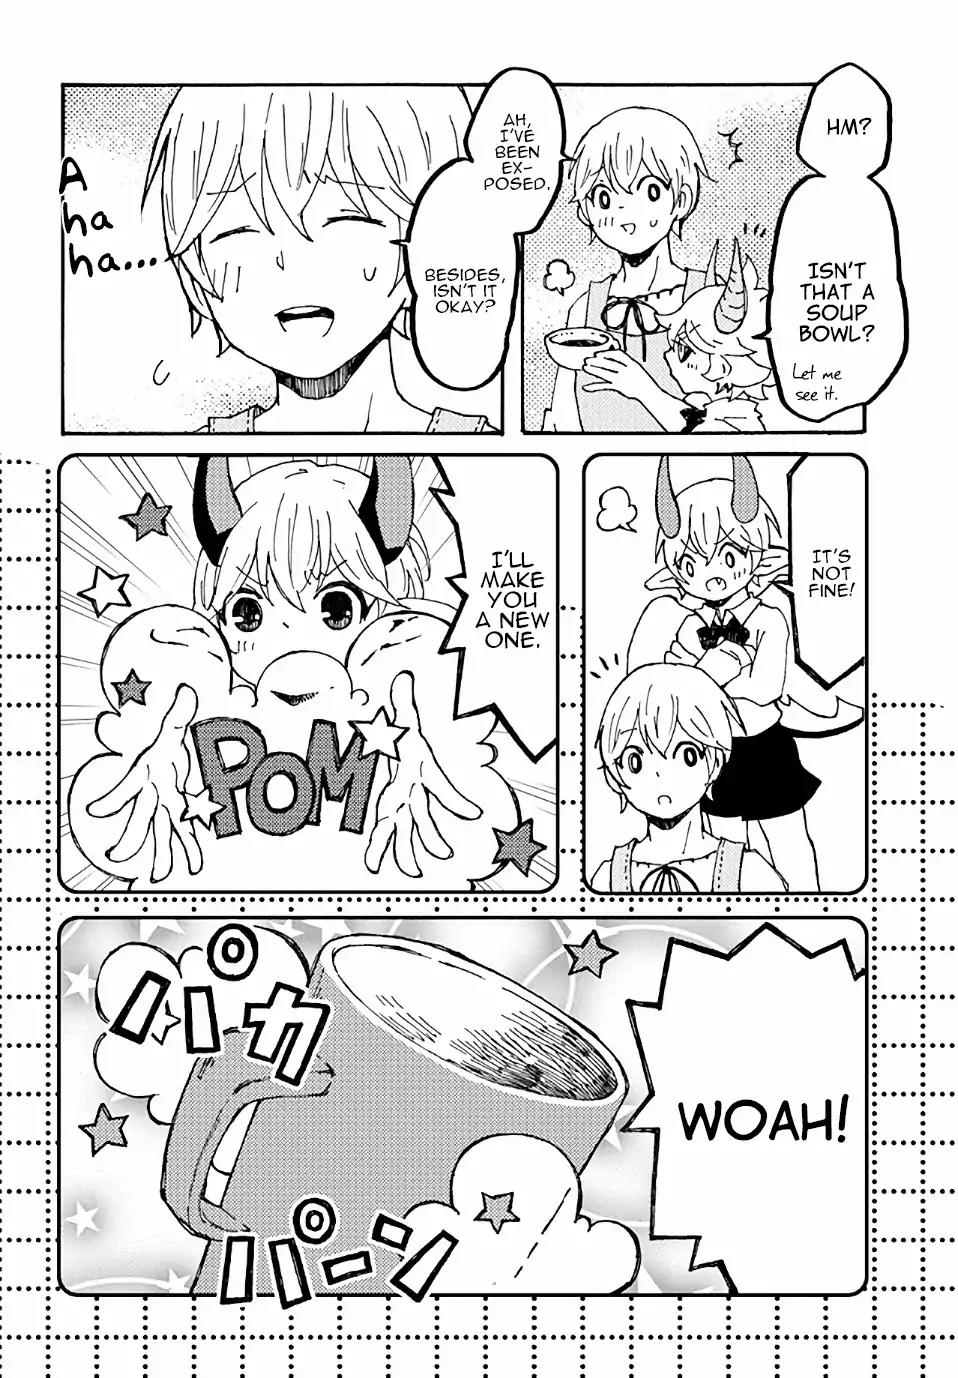 HM?
ISN'T
THAT A
SOUP
BOWL?
Let me
see it.
AH,
I'VE
BEEN
EX-
POSED.
BESIDES,
ISN'T IT
OKAY?
A
ha
ha...
IT'S
NOT
FINE!
I'LL
MAKE
YOU
A NEW
ONE.
POM
WOAH!
パカ
パーン